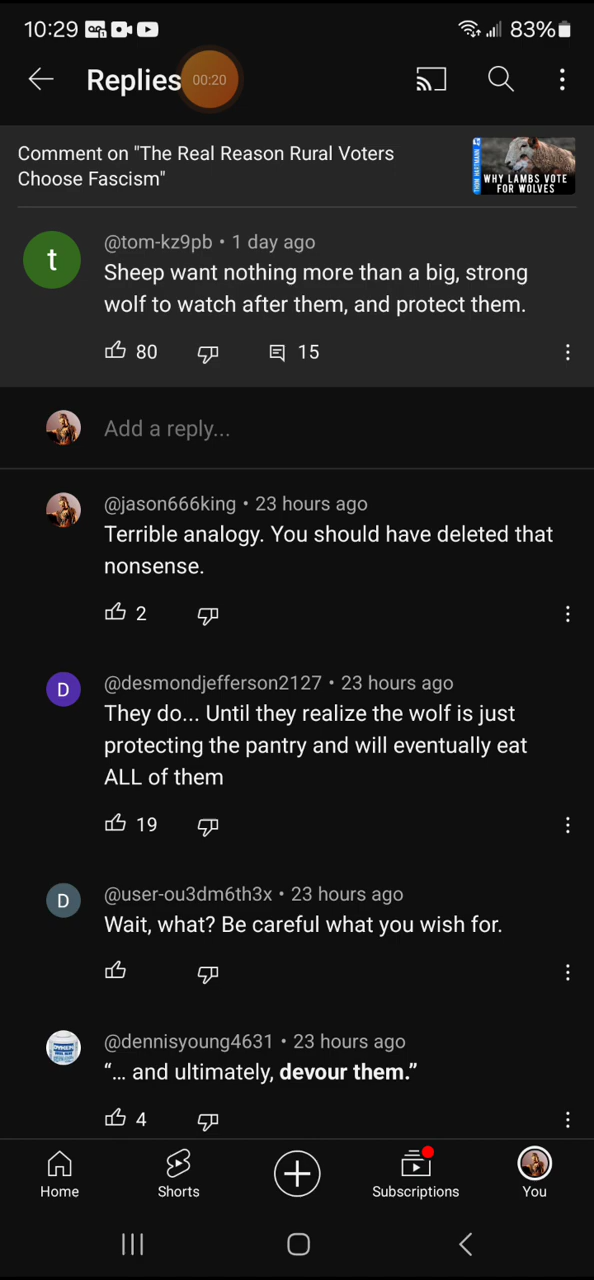 10:29
83%
Replies
00:20
Comment on "The Real Reason Rural Voters
Choose Fascism"
THOM HARTMANN
WHY LAMBS VOTE
FOR WOLVES
t
@tom-kz9pb • 1 day ago
Sheep want nothing more than a big, strong
wolf to watch after them, and protect them.
80
15
Add a reply...
@jason666king • 23 hours ago
Terrible analogy. You should have deleted that
nonsense.
2
D
@desmondjefferson2127 • 23 hours ago
They do... Until they realize the wolf is just
protecting the pantry and will eventually eat
ALL of them
19
D
@user-ou3dm6th3x • 23 hours ago
Wait, what? Be careful what you wish for.
@dennisyoung4631 • 23 hours ago
“... and ultimately, devour them.”
4
Home
Shorts
Subscriptions
You